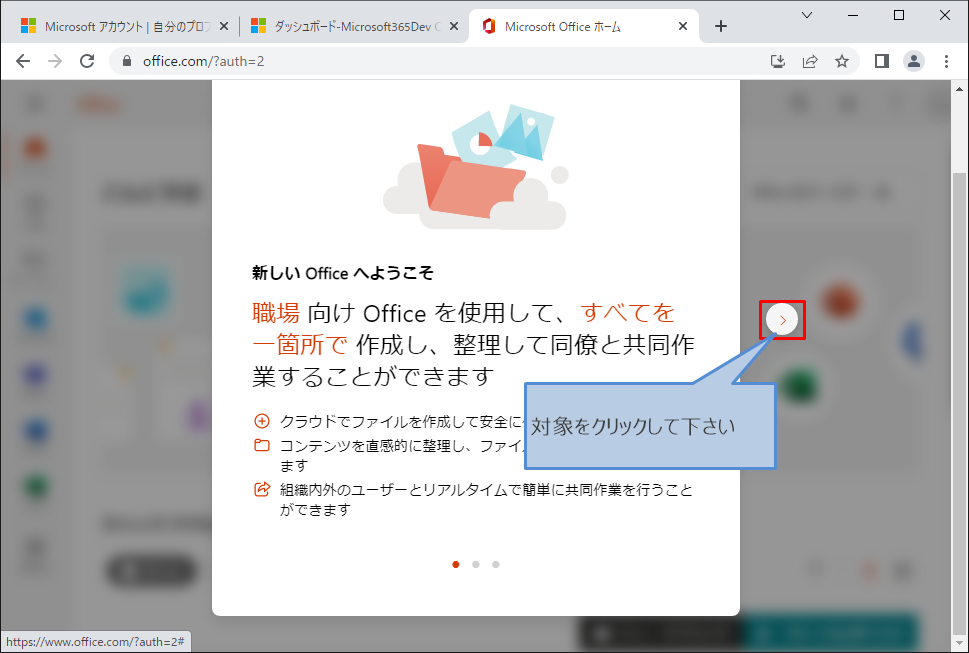 Microsoft アカウント | 自分のプロフ
ダッシュボード-Microsoft365Dev C
Microsoft Office ホーム
office.com/?auth=2
新しい Office へようこそ
職場 向け Office を使用して、すべてを
一箇所で 作成し、整理して同僚と共同作
業することができます
クラウドでファイルを作成して安全に
コンテンツを直感的に整理し、ファイ
ます
組織内外のユーザーとリアルタイムで簡単に共同作業を行うこと
ができます
対象をクリックして下さい
https://www.office.com/?auth=2#